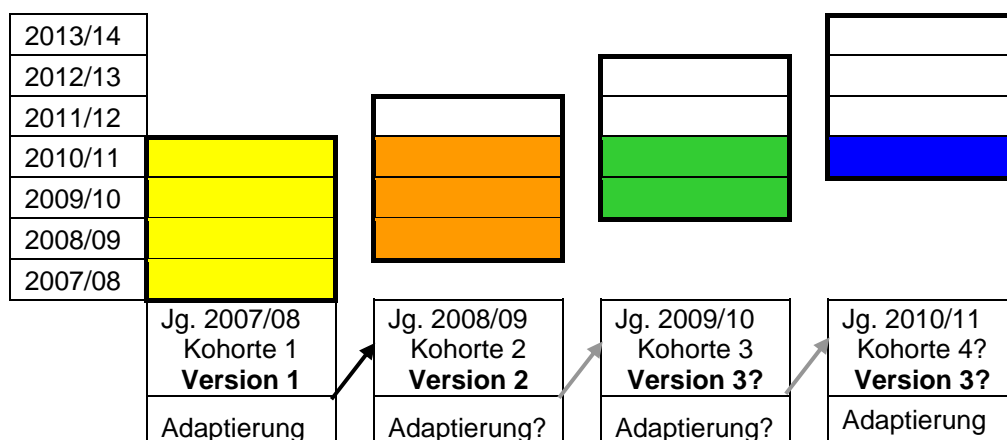 2013/14
2012/13
2011/12
2010/11
2009/10
2008/09
2007/08
Jg. 2007/08
Kohorte 1
Version 1
Adaptierung
Jg. 2008/09
Kohorte 2
Version 2
Adaptierung?
Jg. 2009/10
Kohorte 3
Version 3?
Adaptierung?
Jg. 2010/11
Kohorte 4?
Version 3?
Adaptierung